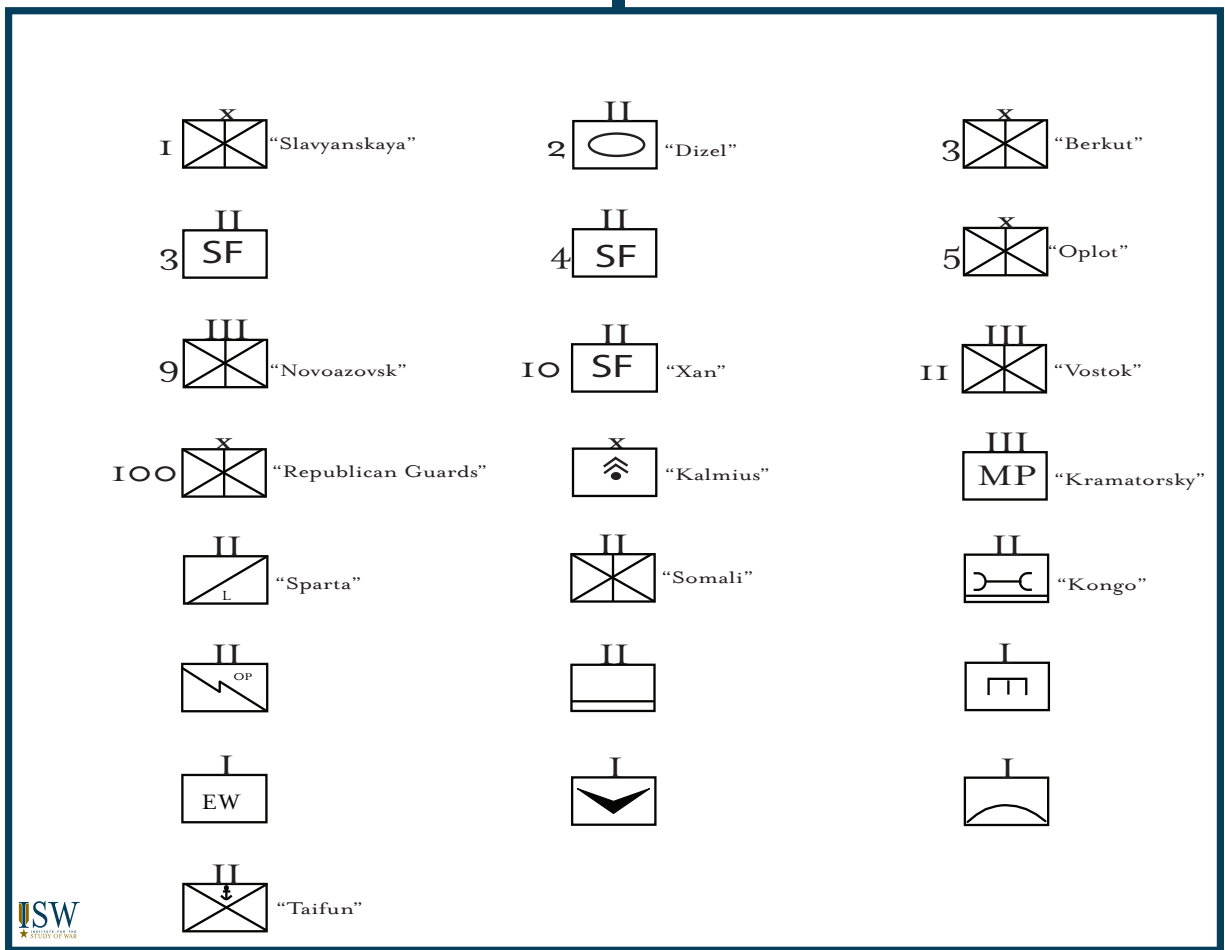 x II x
1 “Slavyanskaya” 2 “Dizel” 3 “Berkut”
II II x
3 SF 4 SF 5 “Oplot”
III II III
9 “Novoazovsk” 10 SF “Xan” 11 “Vostok”
x x III
100 “Republican Guards” “Kalmius” MP “Kramatorsky”
II II II
L “Sparta” “Somali” “Kongo”
II II I
OP
I I I
EW
II
“Taifun”
ISW
INSTITUTE FOR THE
STUDY OF WAR